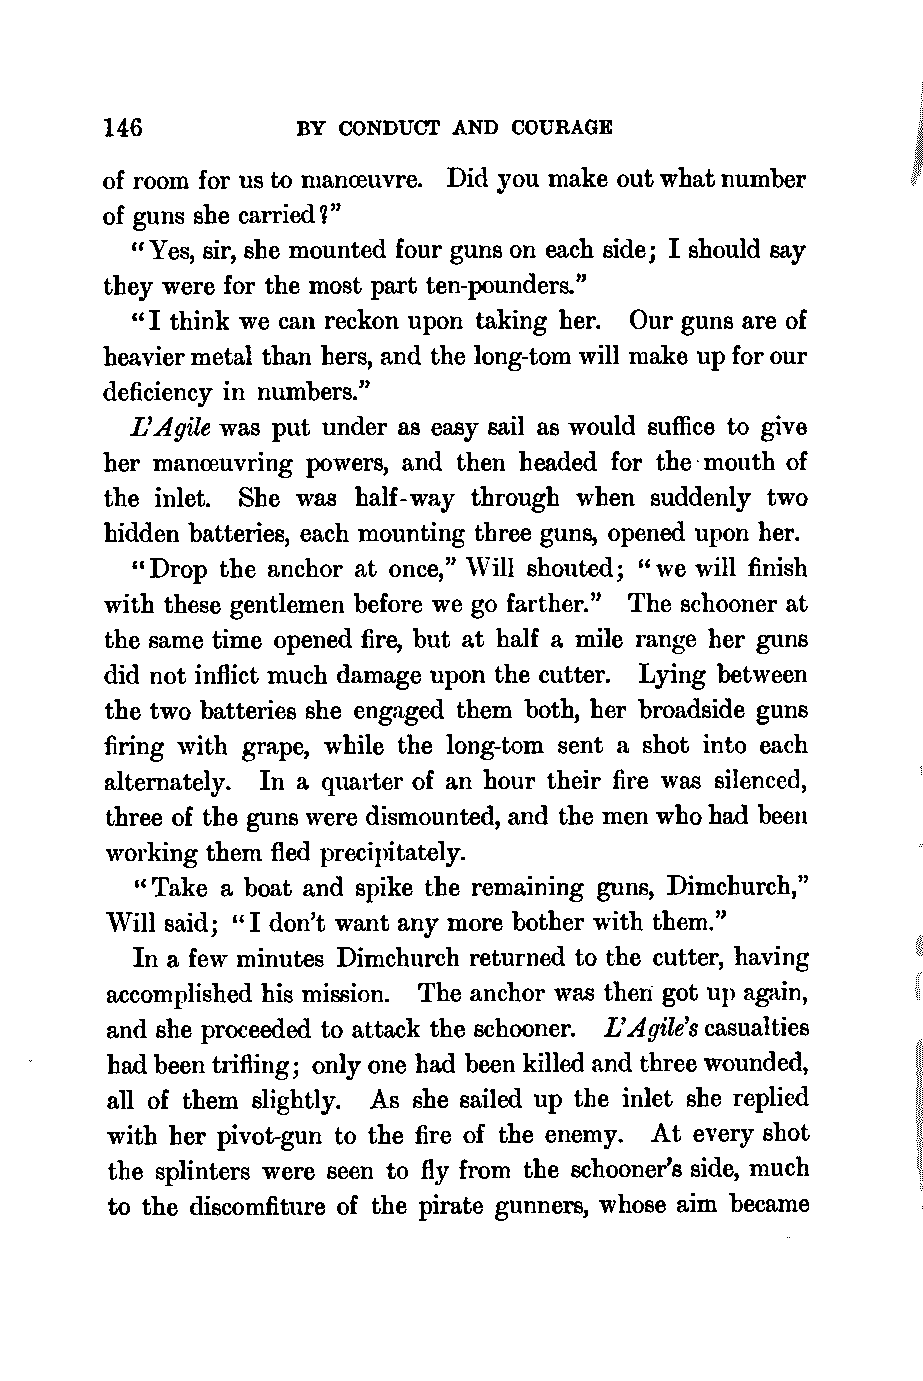 146 BY CONDUCT AND COURAGE
of room for us to manœuvre. Did you make out what number
of guns she carried?"
"Yes, sir, she mounted four guns on each side; I should say
they were for the most part ten-pounders."
"I think we can reckon upon taking her. Our guns are of
heavier metal than hers, and the long-tom will make up for our
deficiency in numbers."
L'Agile was put under as easy sail as would suffice to give
her manœuvring powers, and then headed for the mouth of
the inlet. She was half-way through when suddenly two
hidden batteries, each mounting three guns, opened upon her.
"Drop the anchor at once," Will shouted; "we will finish
with these gentlemen before we go farther." The schooner at
the same time opened fire, but at half a mile range her guns
did not inflict much damage upon the cutter. Lying between
the two batteries she engaged them both, her broadside guns
firing with grape, while the long-tom sent a shot into each
alternately. In a quarter of an hour their fire was silenced,
three of the guns were dismounted, and the men who had been
working them fled precipitately.
"Take a boat and spike the remaining guns, Dimchurch,"
Will said; "I don't want any more bother with them."
In a few minutes Dimchurch returned to the cutter, having
accomplished his mission. The anchor was then got up again,
and she proceeded to attack the schooner. L'Agile's casualties
had been trifling; only one had been killed and three wounded,
all of them slightly. As she sailed up the inlet she replied
with her pivot-gun to the fire of the enemy. At every shot
the splinters were seen to fly from the schooner's side, much
to the discomfiture of the pirate gunners, whose aim became